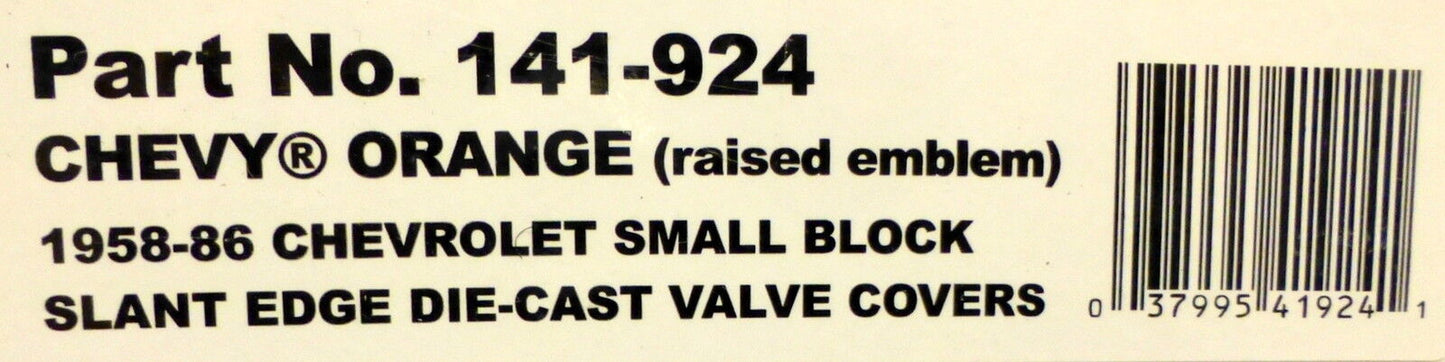 Part No. 141-924
CHEVY® ORANGE (raised emblem)
1958-86 CHEVROLET SMALL BLOCK
SLANT EDGE DIE-CAST VALVE COVERS
0 37995 41924 1